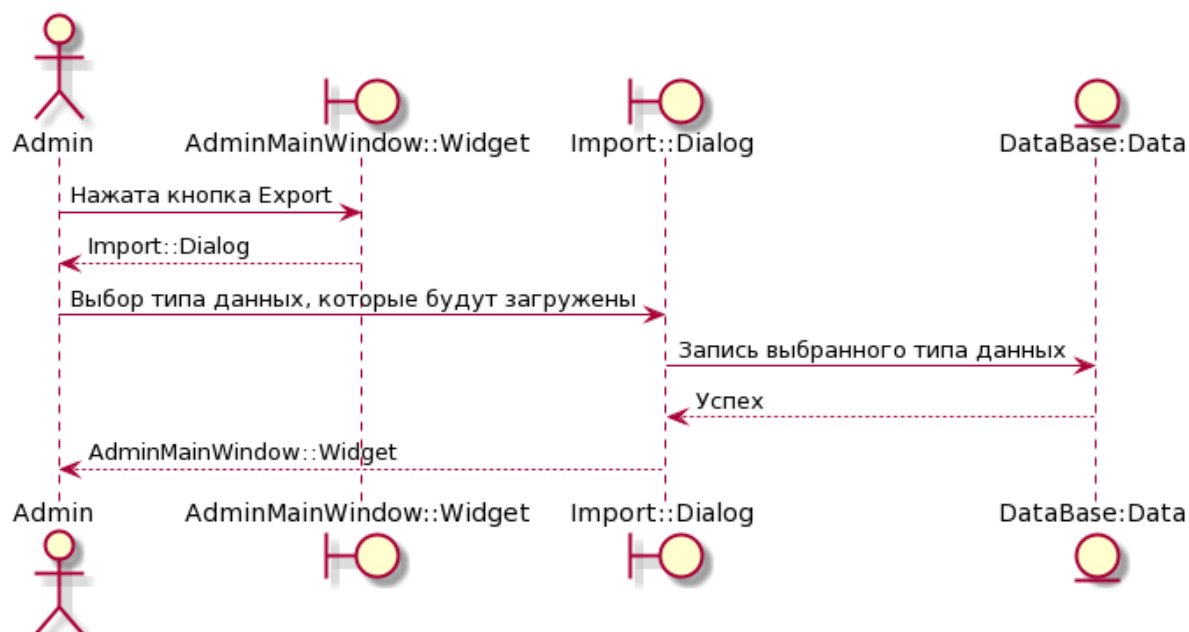 Admin
AdminMainWindow::Widget
Import::Dialog
DataBase:Data
Нажата кнопка Export
Import::Dialog
Выбор типа данных, которые будут загружены
Запись выбранного типа данных
Успех
AdminMainWindow::Widget
Admin
AdminMainWindow::Widget
Import::Dialog
DataBase:Data